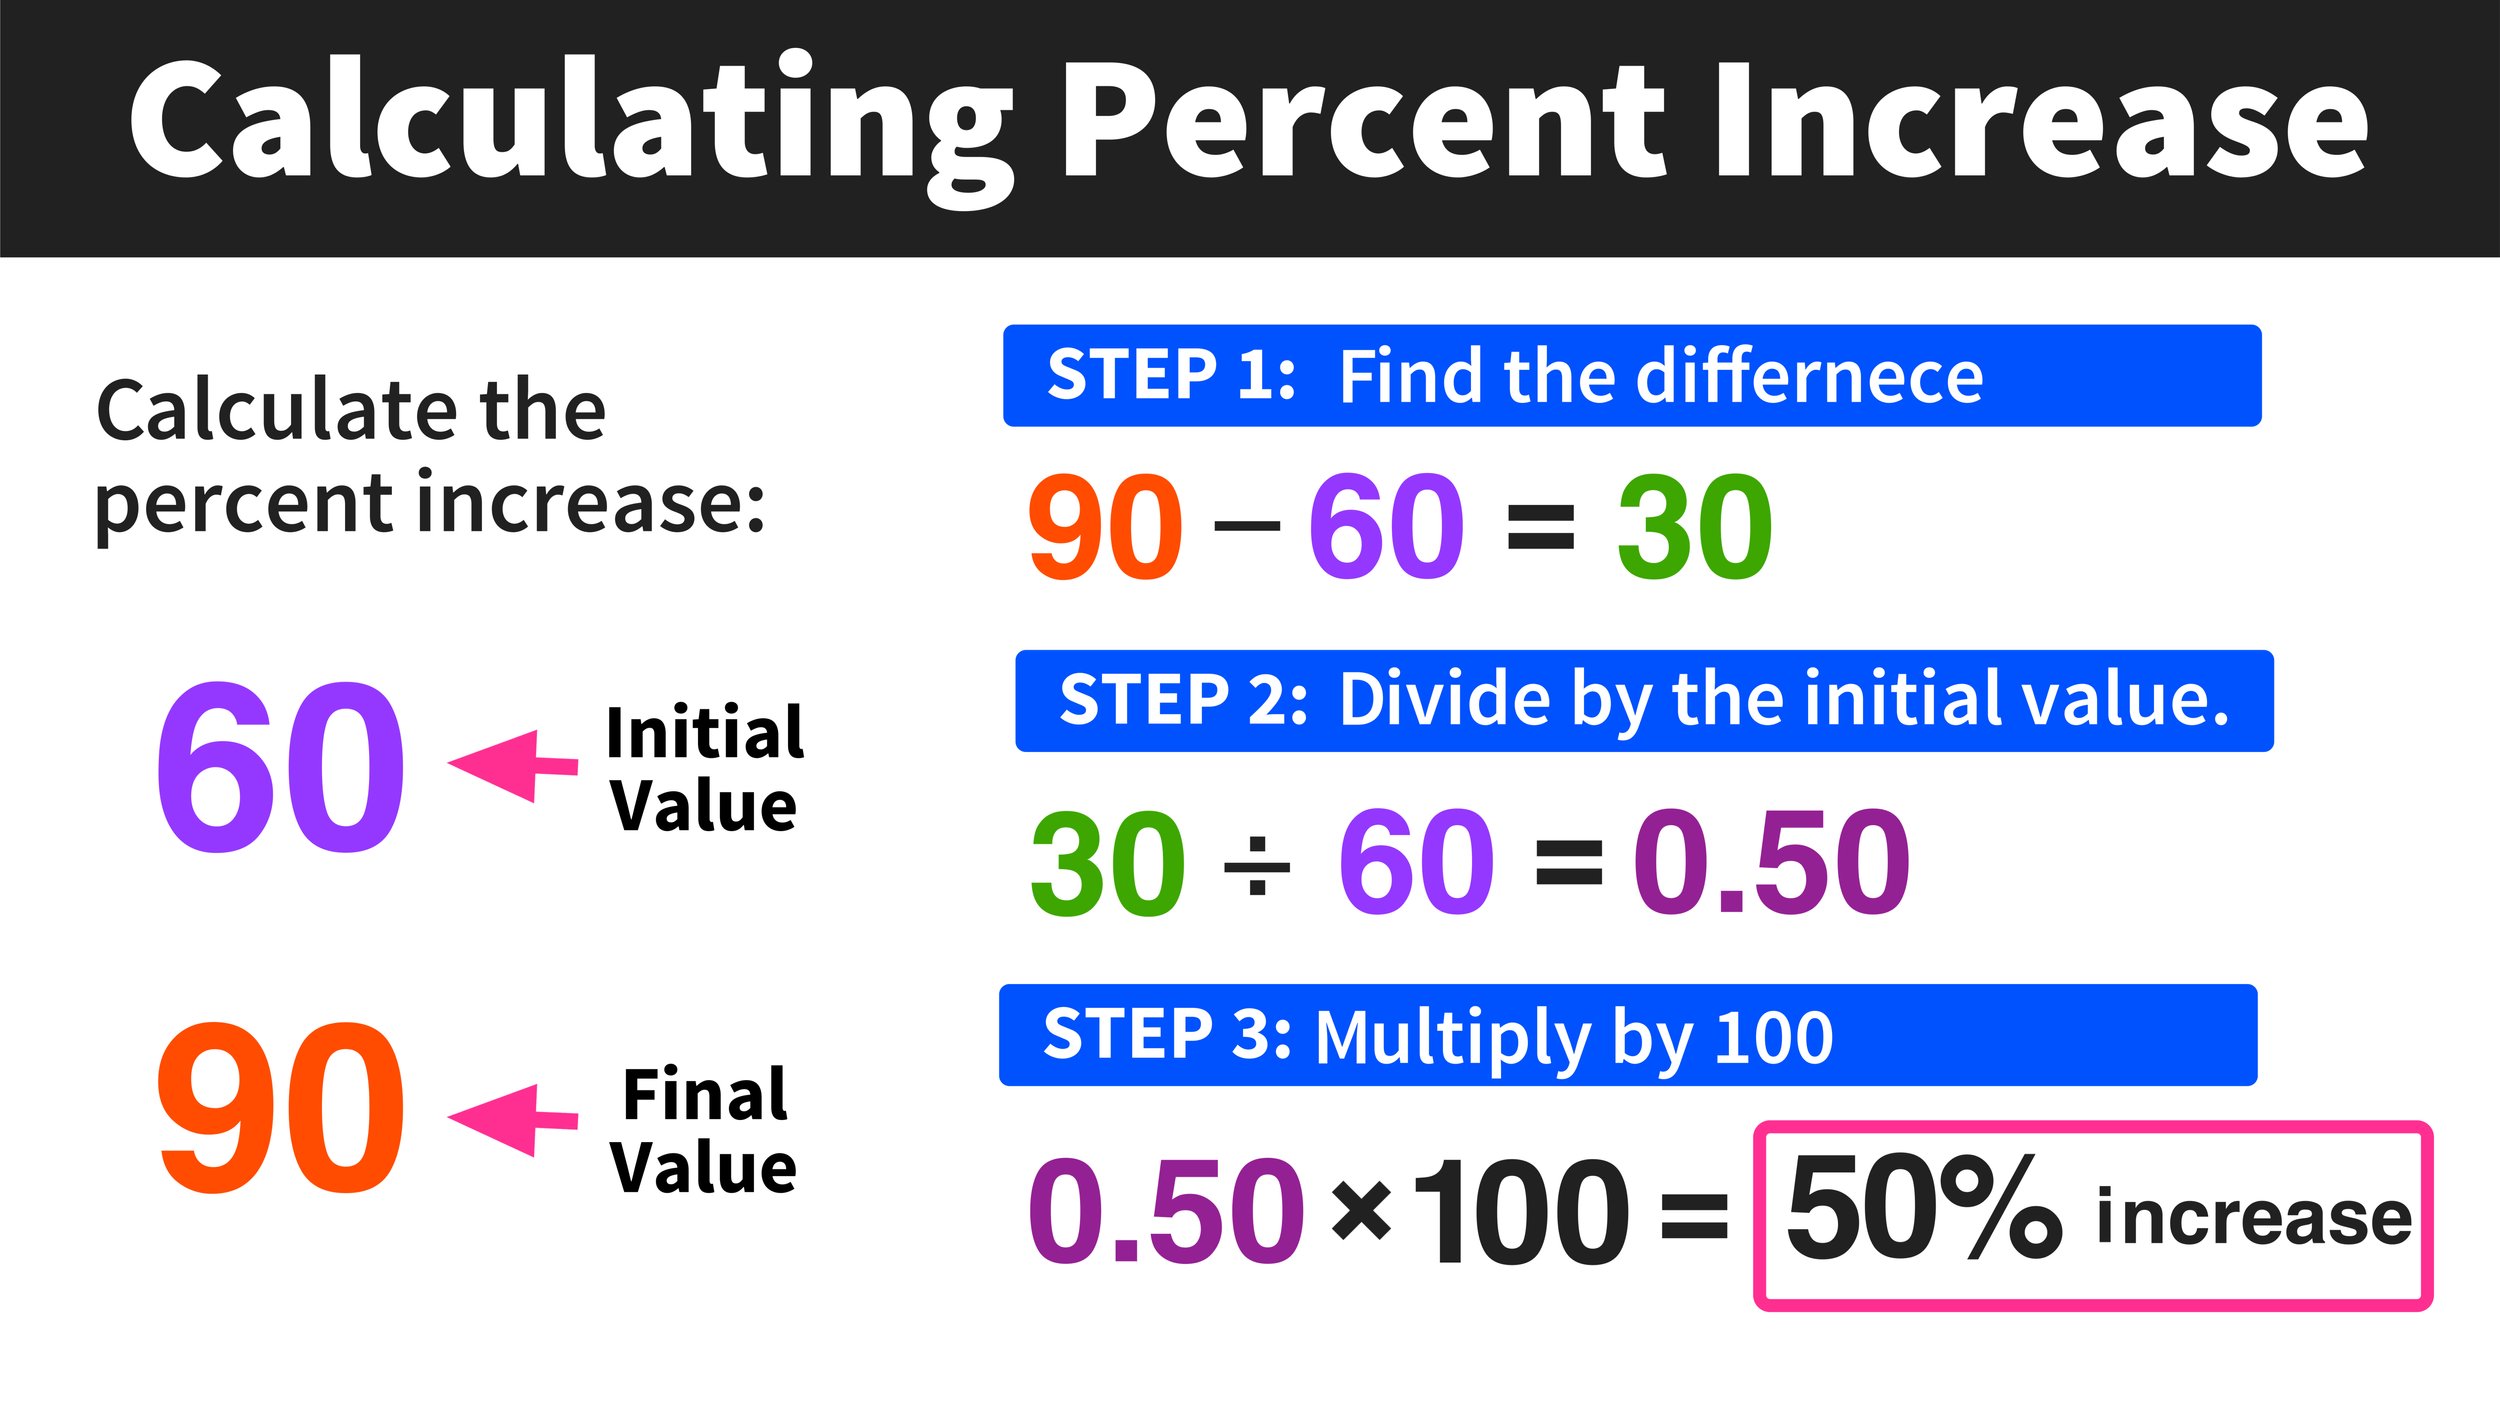 Calculating Percent Increase
Calculate the
percent increase:
60
Initial
Value
90
Final
Value
STEP 1: Find the differnece
90 – 60 = 30
STEP 2: Divide by the initial value.
30 ÷ 60 = 0.50
STEP 3: Multiply by 100
0.50 × 100 = 50% increase